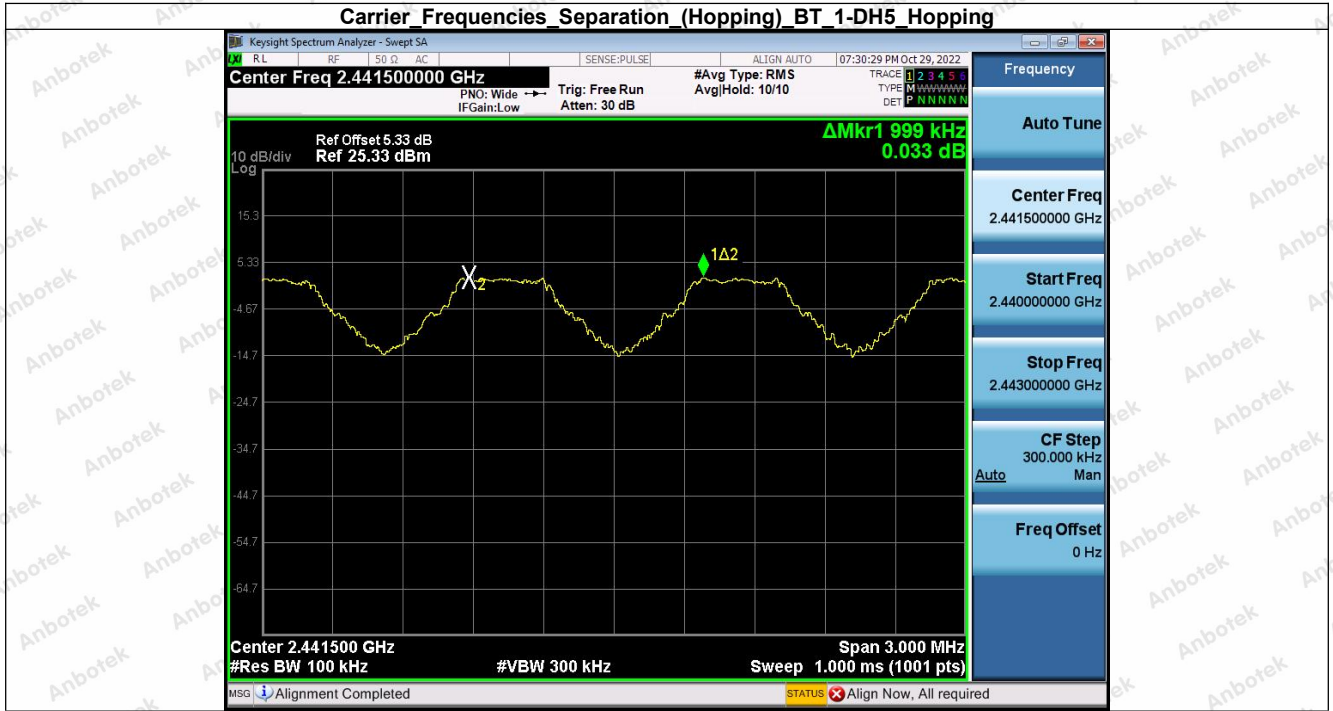 Carrier_Frequencies_Separation_(Hopping)_BT_1-DH5_Hopping
Keysight Spectrum Analyzer - Swept SA
LXI RL RF 50 Ω AC SENSE:PULSE ALIGN AUTO 07:30:29 PM Oct 29, 2022
Center Freq 2.441500000 GHz
PNO: Wide
IFGain:Low
Trig: Free Run
Atten: 30 dB
#Avg Type: RMS
Avg|Hold: 10/10
TRACE 1 2 3 4 5 6
TYPE M WWWWW
DET P N N N N N
ΔMkr1 999 kHz
0.033 dB
Ref Offset 5.33 dB
10 dB/div Ref 25.33 dBm
Log
15.3
5.33
-4.67
-14.7
-24.7
-34.7
-44.7
-54.7
-64.7
X2
1Δ2
Center 2.441500 GHz
Span 3.000 MHz
#Res BW 100 kHz
#VBW 300 kHz
Sweep 1.000 ms (1001 pts)
MSG Alignment Completed
STATUS Align Now, All required
Frequency
Auto Tune
Center Freq
2.441500000 GHz
Start Freq
2.440000000 GHz
Stop Freq
2.443000000 GHz
CF Step
300.000 kHz
Auto Man
Freq Offset
0 Hz
Anbotek